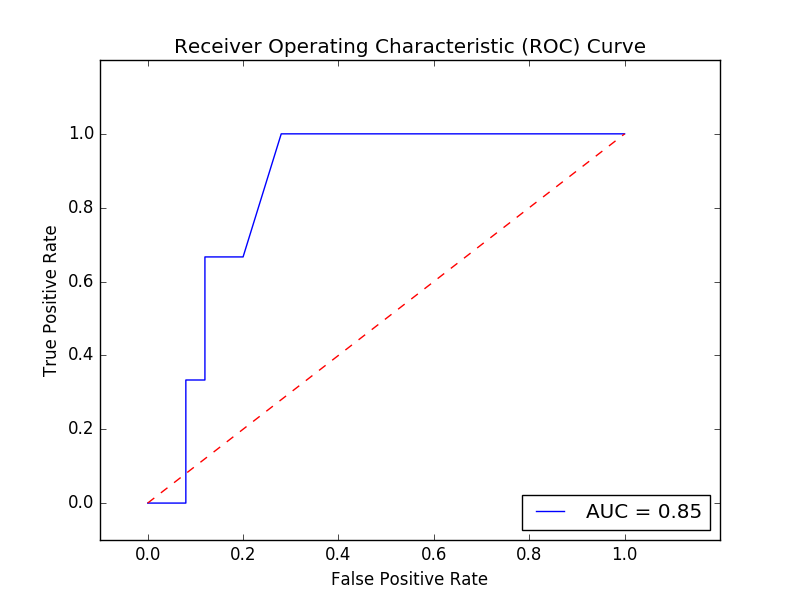 Receiver Operating Characteristic (ROC) Curve
1.0
0.8
0.6
0.4
0.2
0.0
True Positive Rate
AUC = 0.85
0.0 0.2 0.4 0.6 0.8 1.0
False Positive Rate